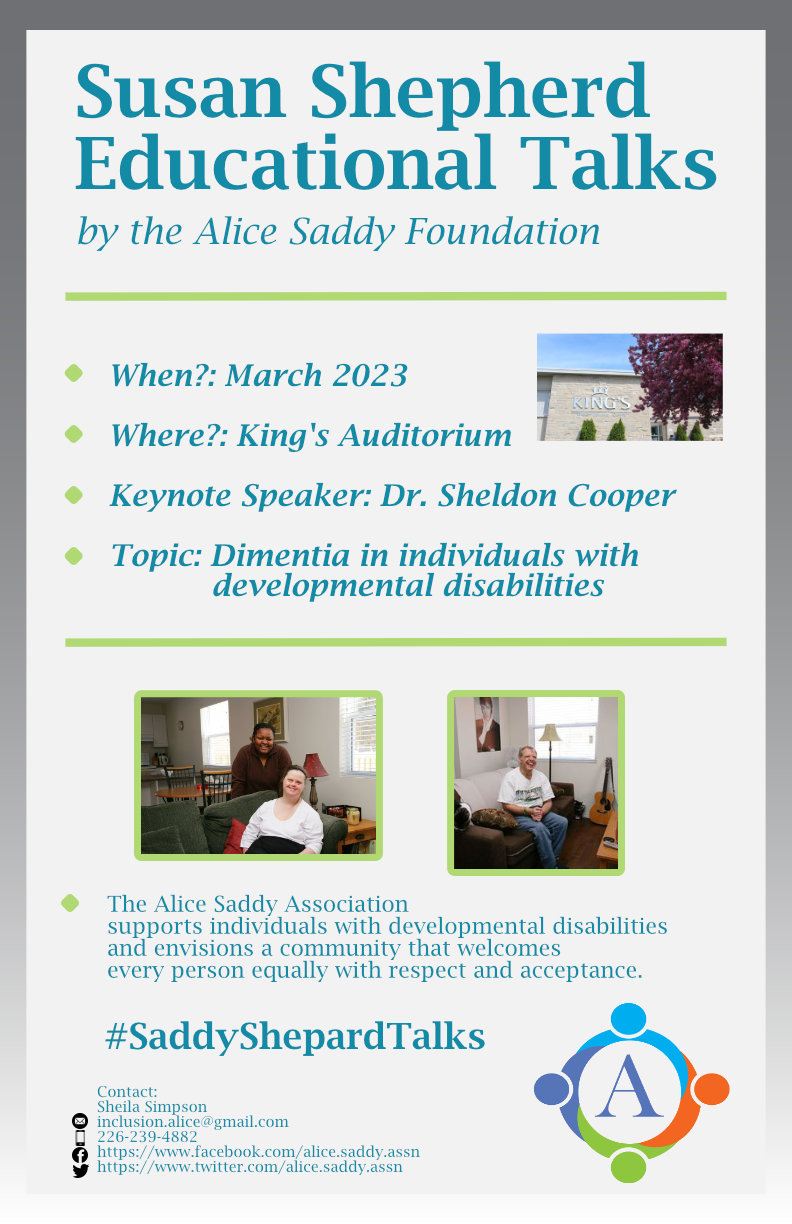 Susan Shepherd
Educational Talks
by the Alice Saddy Foundation
When?: March 2023
KING'S
Where?: King's Auditorium
Keynote Speaker: Dr. Sheldon Cooper
Topic: Dimentia in individuals with
developmental disabilities
The Alice Saddy Association
supports individuals with developmental disabilities
and envisions a community that welcomes
every person equally with respect and acceptance.
#SaddyShepardTalks
A
Contact:
Sheila Simpson
inclusion.alice@gmail.com
226-239-4882
https://www.facebook.com/alice.saddy.assn
https://www.twitter.com/alice.saddy.assn